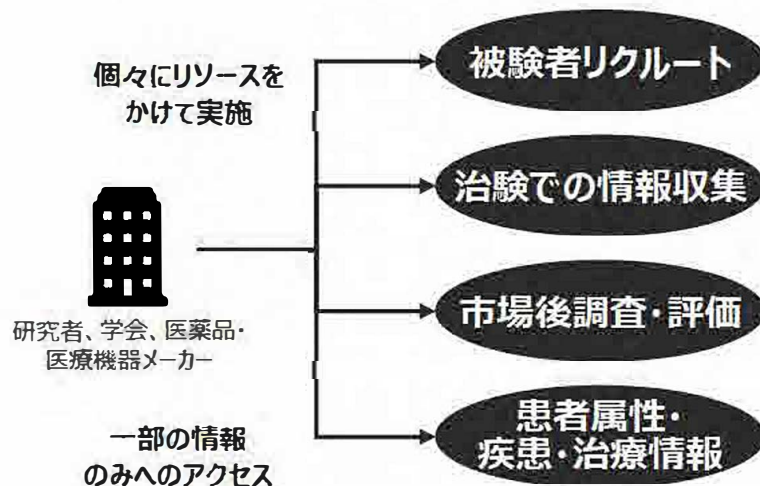 個々にリソースを
かけて実施
研究者、学会、医薬品・
医療機器メーカー
一部の情報
のみへのアクセス
被験者リクルート
治験での情報収集
市場後調査・評価
患者属性・
疾患・治療情報